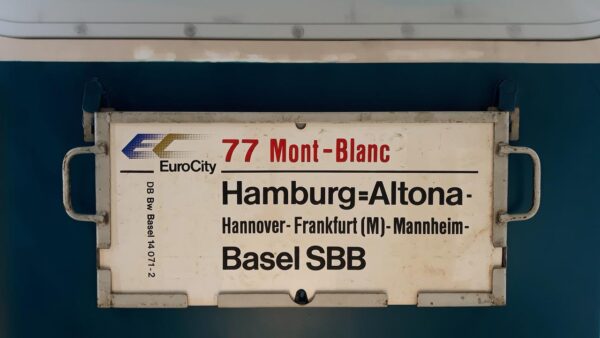 EC
EuroCity
77 Mont-Blanc
Hamburg=Altona-
Hannover-Frankfurt (M)-Mannheim-
Basel SBB
DB Bw Basel 14 071-2